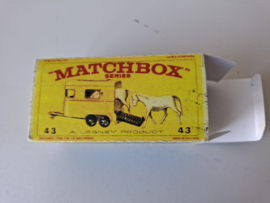 "MATCHBOX"
SERIES
43 43
A LESNEY PRODUCT